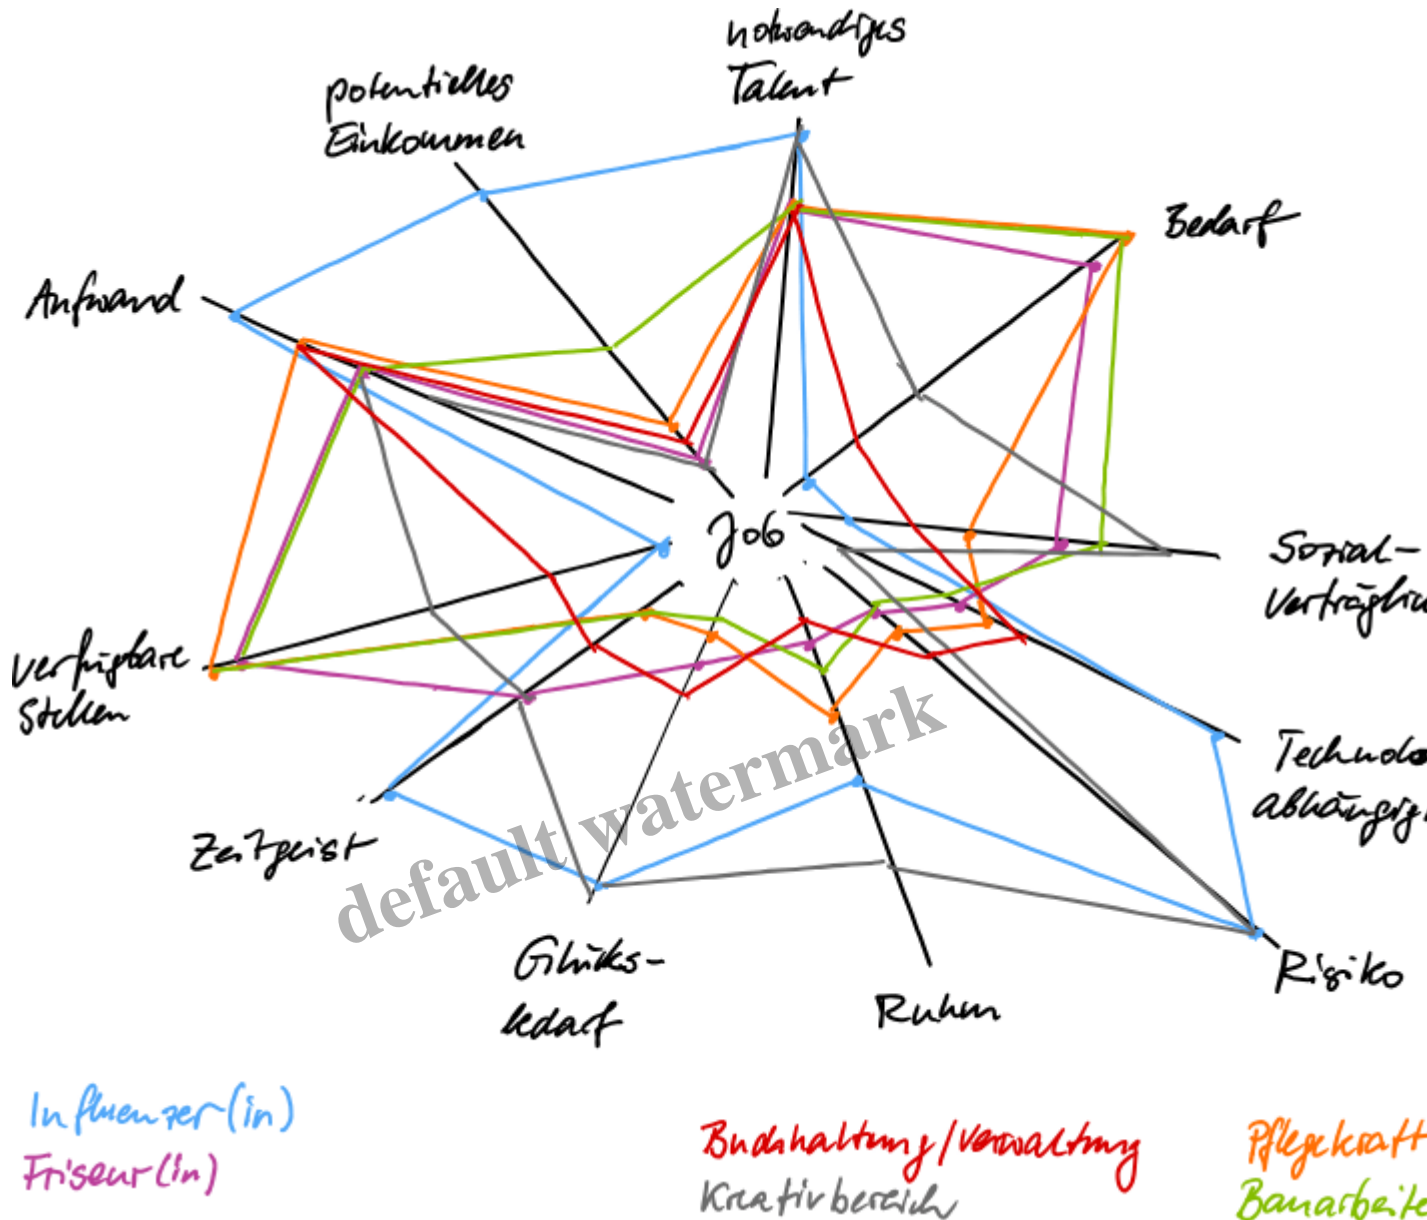 notwendiges
Talent
potentielles
Einkommen
Bedarf
Aufwand
Job
Sozial-
verträglich
Verfügbare
Stellen
Technolo
abhängig
Zeitgeist
default watermark
Glücks-
bedarf
Risiko
Ruhm
Influenzer(in)
Friseur(in)
Buchhaltung/Verwaltung
Kreativbereich
Pflegekraft
Bauarbeite